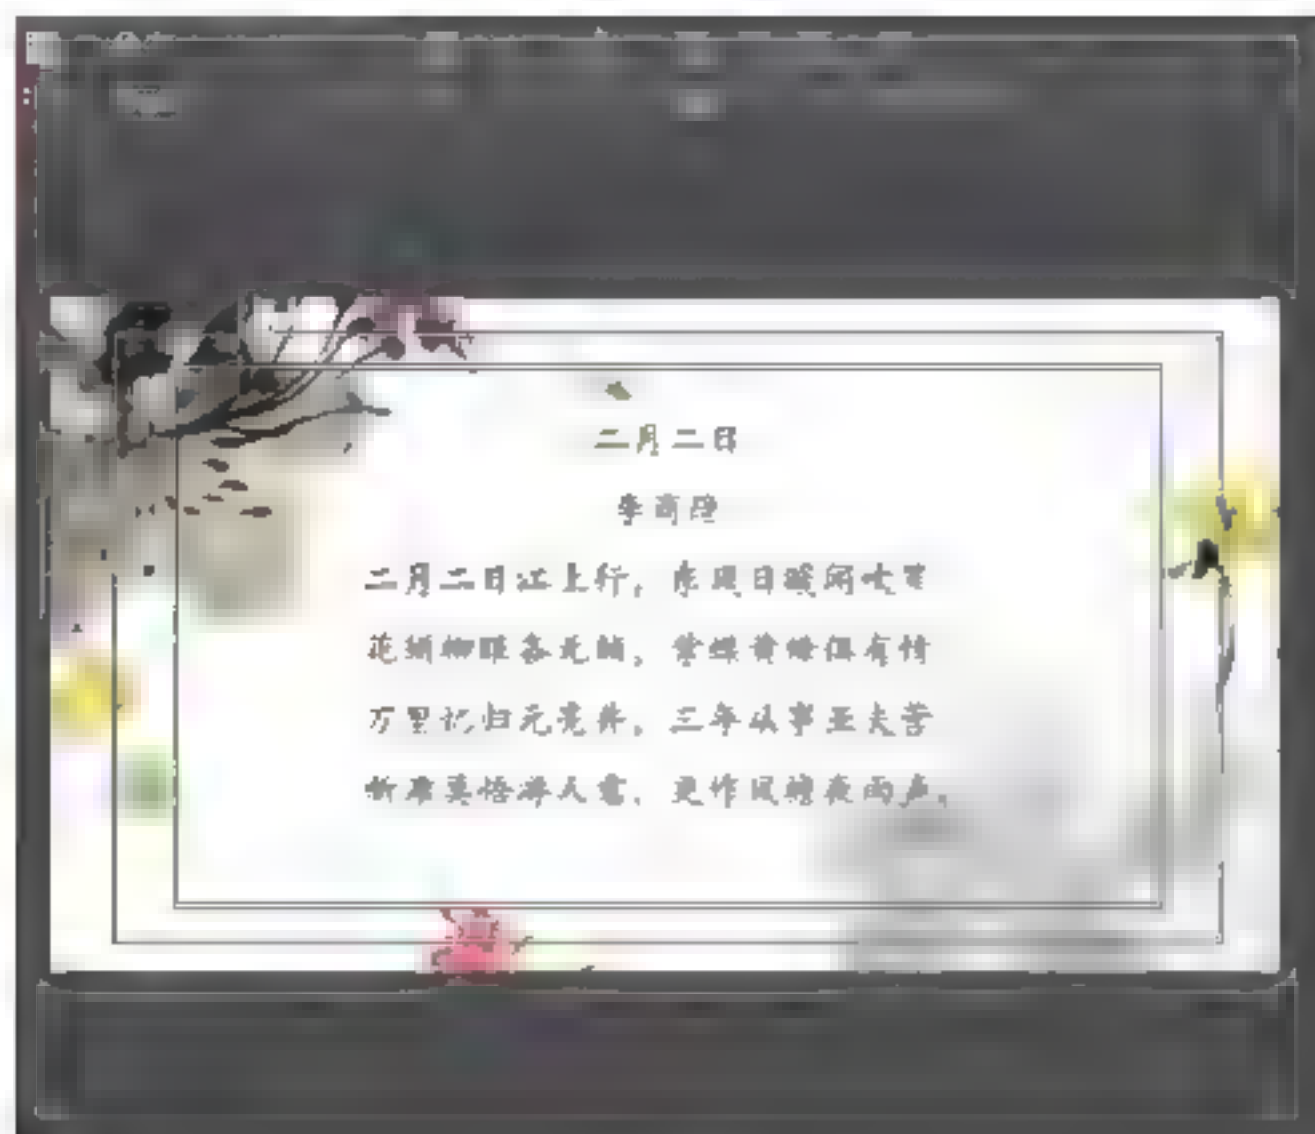 二月二日
李商隐
二月二日江上行，东风日暖闻吹笙
花须柳眼各无赖，紫蝶黄蜂俱有情
万里忆归元亮井，三年从事亚夫营
新滩莫悟游人意，更作风檐夜雨声。